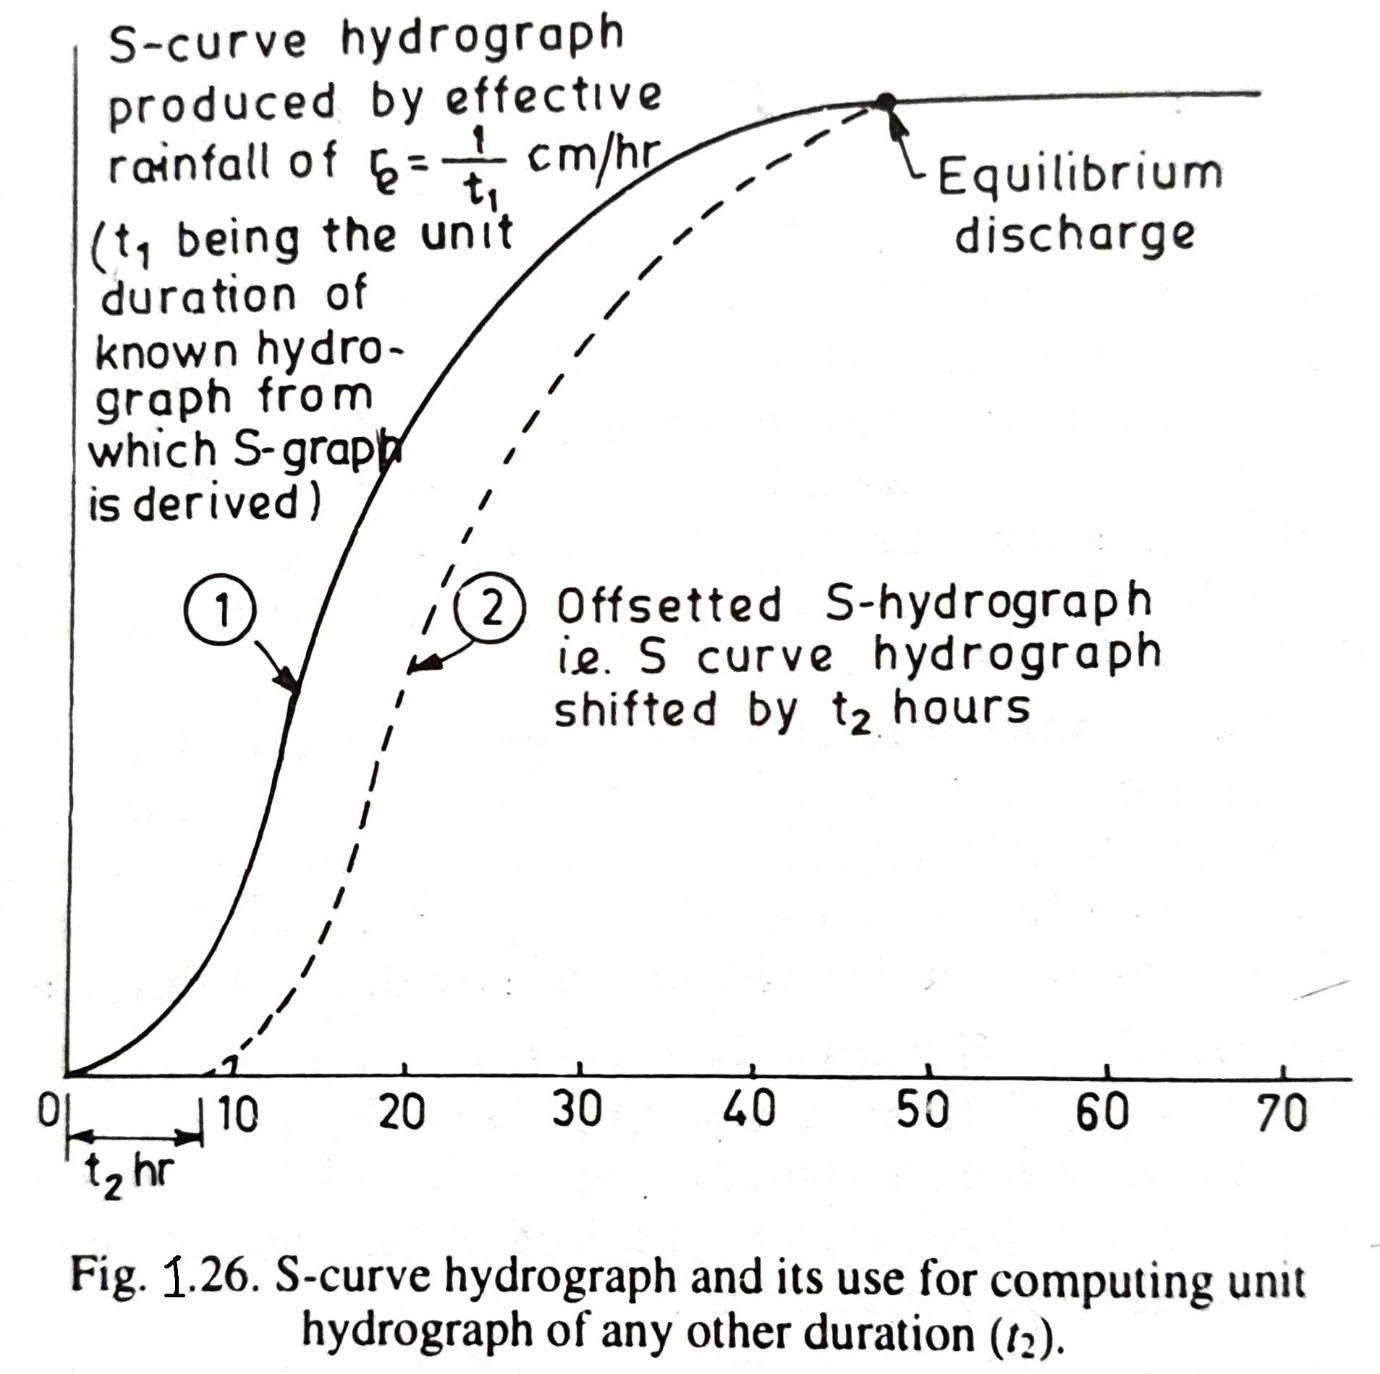 S-curve hydrograph
produced by effective
rainfall of re = 1/t1 cm/hr
(t1 being the unit
duration of
known hydro-
graph from
which S-graph
is derived)
Equilibrium
discharge
1
2 Offsetted S-hydrograph
i.e. S curve hydrograph
shifted by t2 hours
0 10 20 30 40 50 60 70
t2 hr
Fig. 1.26. S-curve hydrograph and its use for computing unit
hydrograph of any other duration (t2).